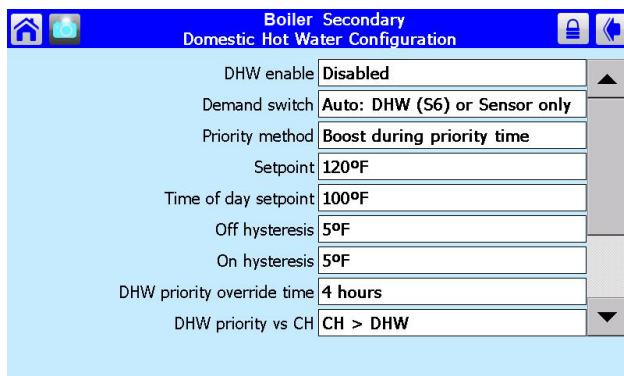 Boiler Secondary
Domestic Hot Water Configuration
DHW enable Disabled
Demand switch Auto: DHW (S6) or Sensor only
Priority method Boost during priority time
Setpoint 120ºF
Time of day setpoint 100ºF
Off hysteresis 5ºF
On hysteresis 5ºF
DHW priority override time 4 hours
DHW priority vs CH CH > DHW